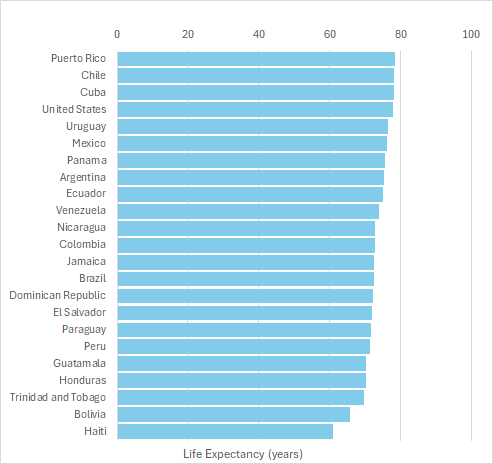 0 20 40 60 80 100
Puerto Rico
Chile
Cuba
United States
Uruguay
Mexico
Panama
Argentina
Ecuador
Venezuela
Nicaragua
Colombia
Jamaica
Brazil
Dominican Republic
El Salvador
Paraguay
Peru
Guatamala
Honduras
Trinidad and Tobago
Bolivia
Haiti
Life Expectancy (years)